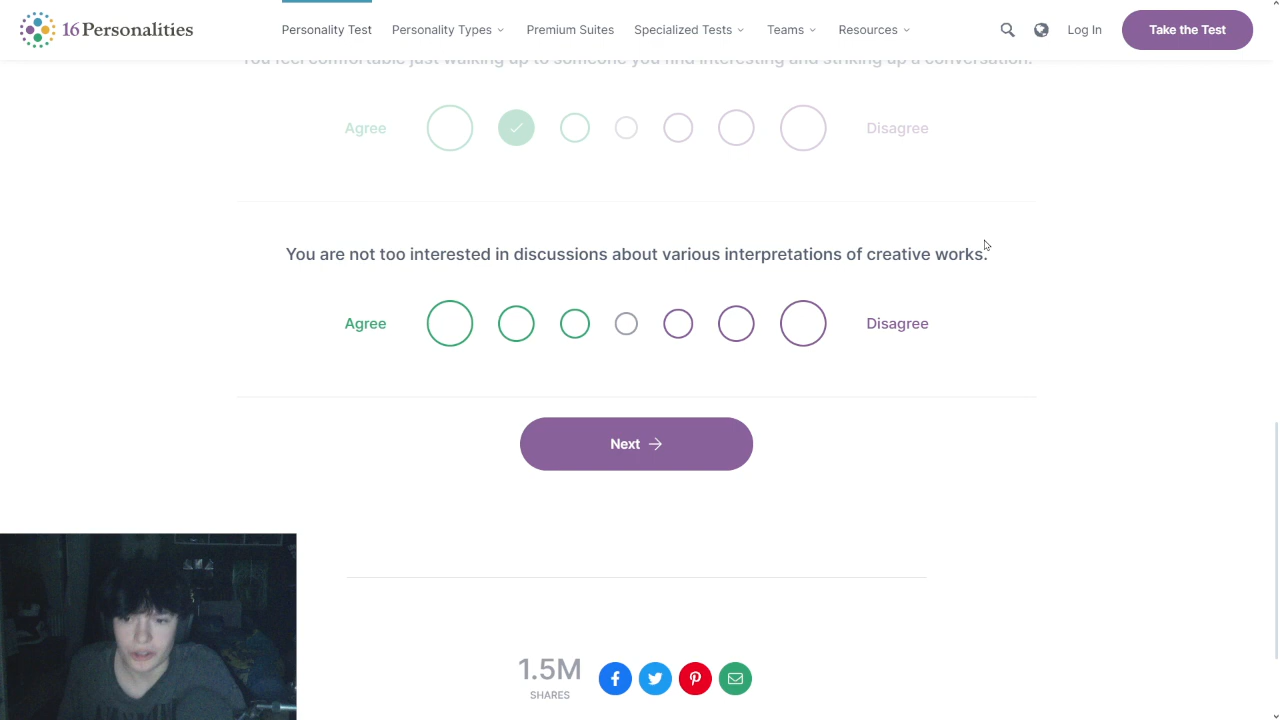 16Personalities
Personality Test
Personality Types
Premium Suites
Specialized Tests
Teams
Resources
Log In
Take the Test
You feel comfortable just walking up to someone you find interesting and striking up a conversation.
Agree
Disagree
You are not too interested in discussions about various interpretations of creative works.
Agree
Disagree
Next
1.5M
SHARES